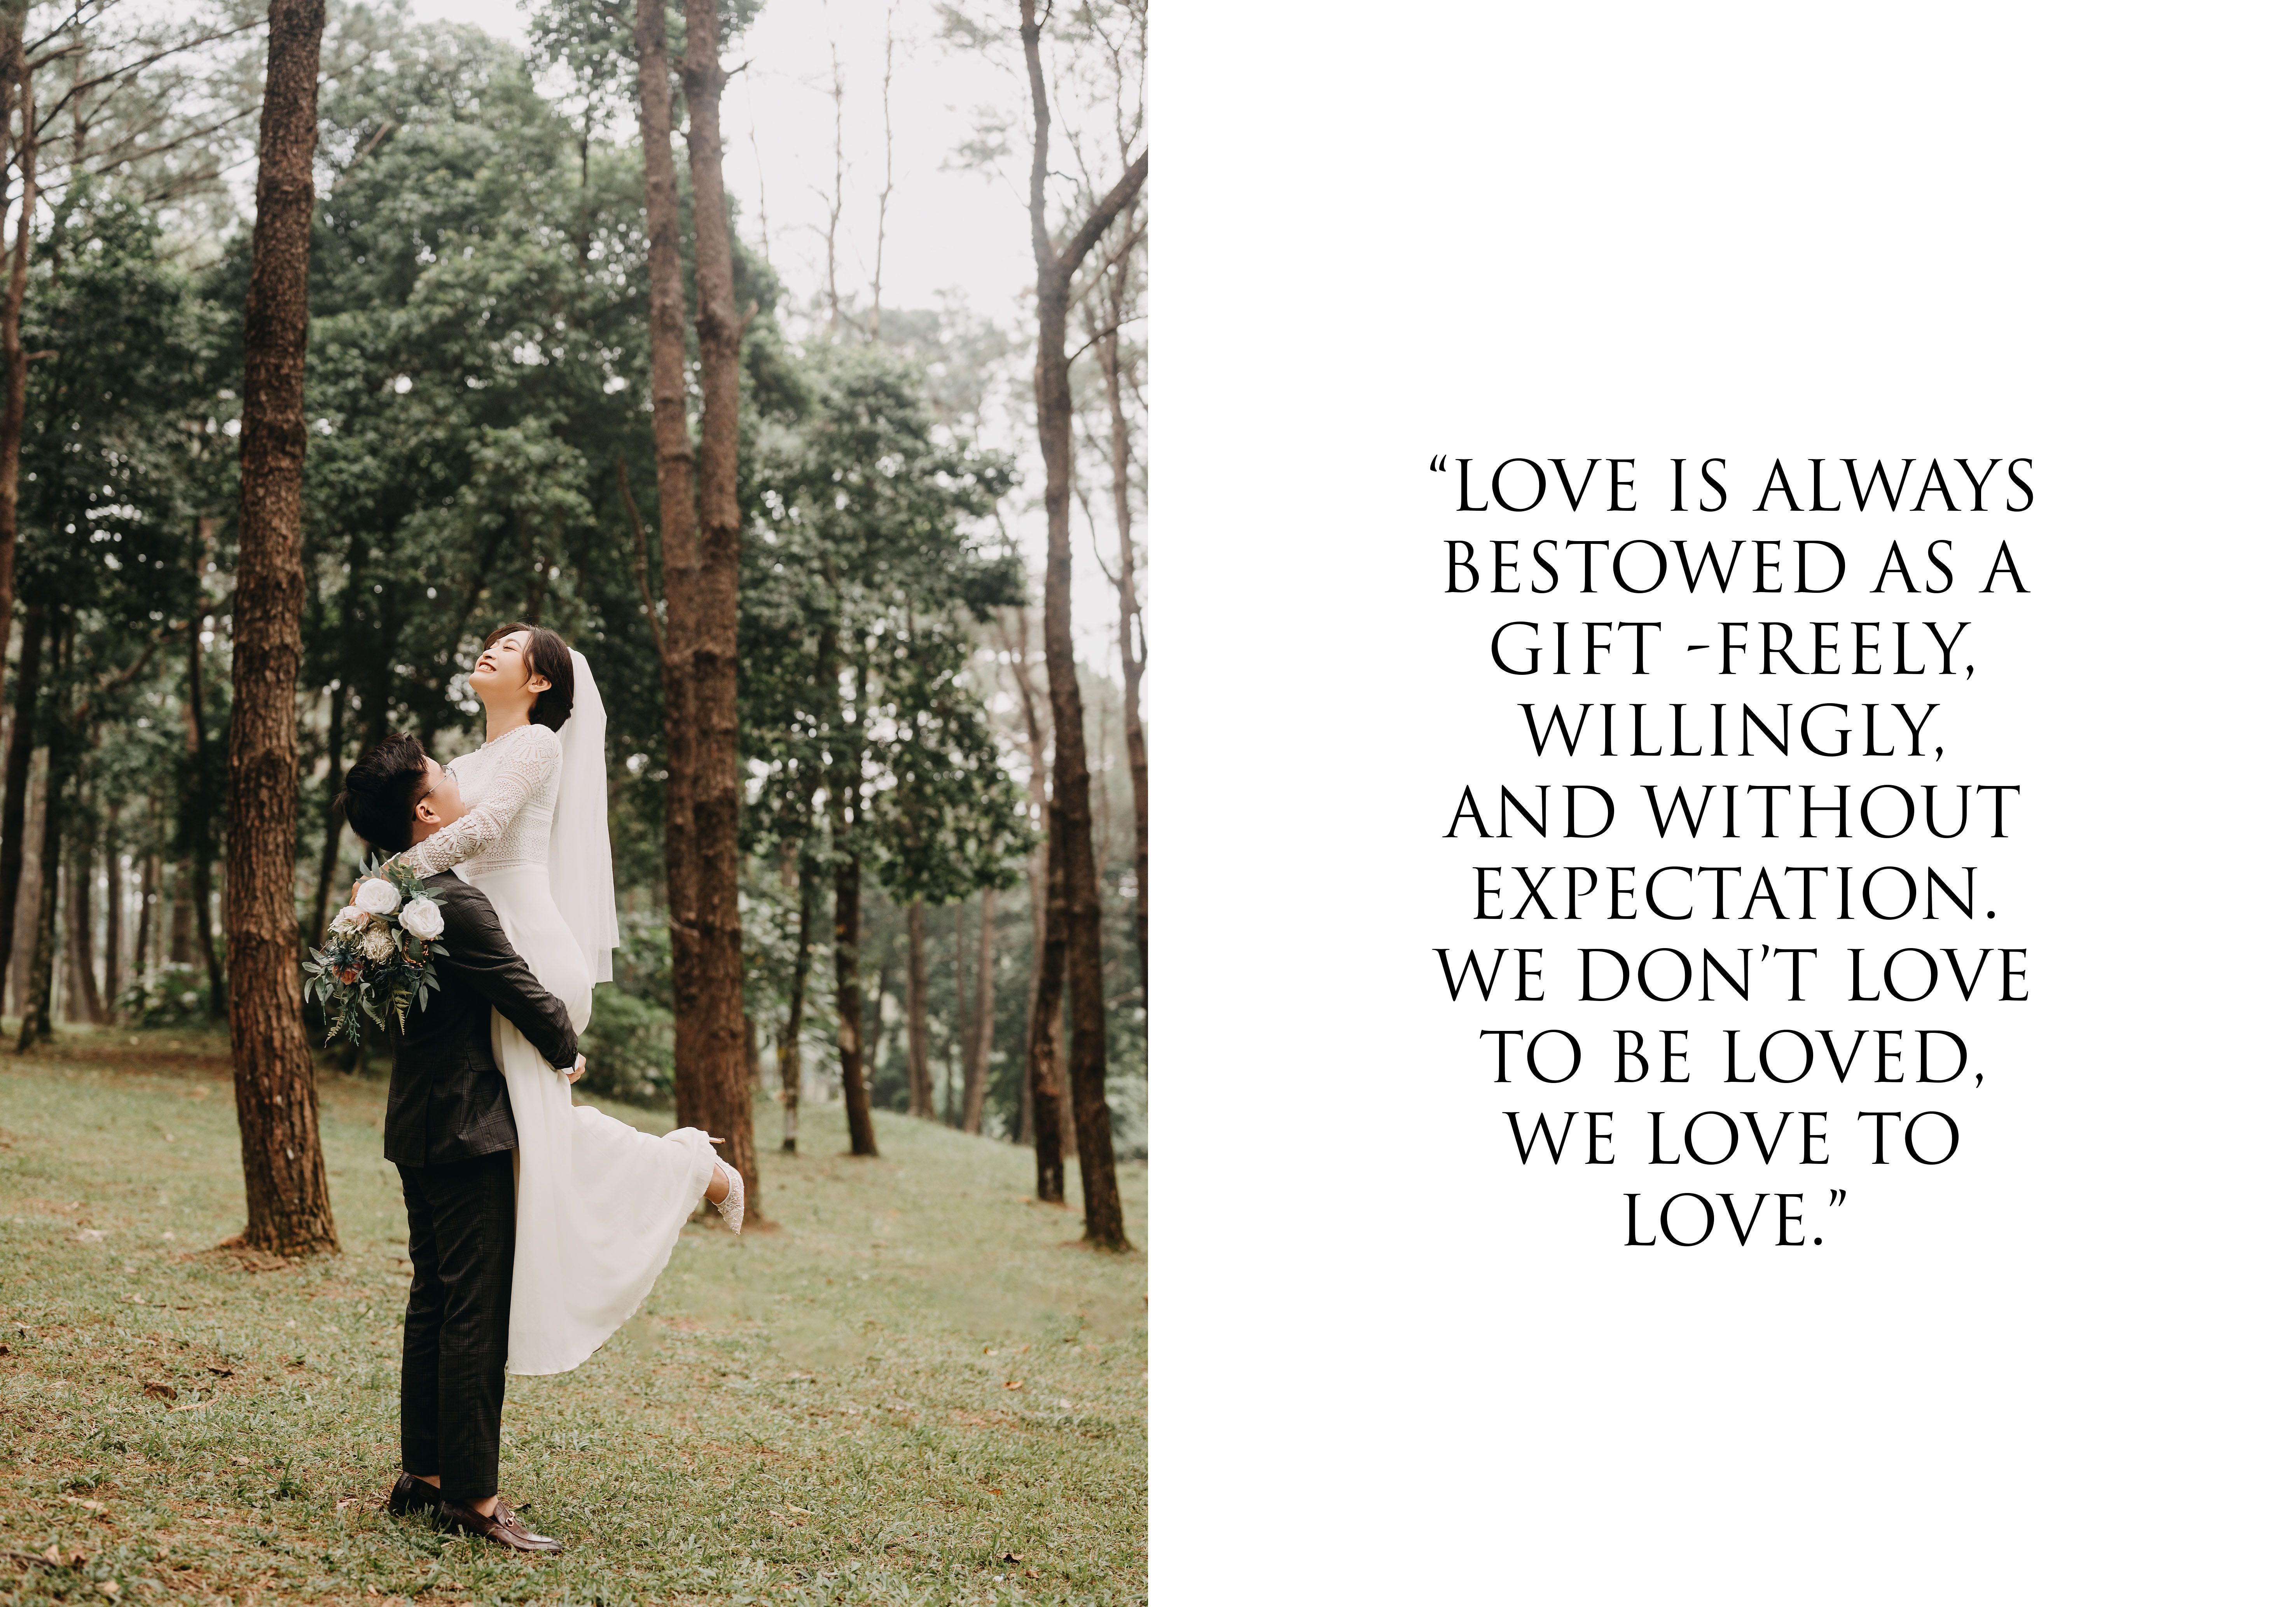 “LOVE IS ALWAYS
BESTOWED AS A
GIFT -FREELY,
WILLINGLY,
AND WITHOUT
EXPECTATION.
WE DON’T LOVE
TO BE LOVED,
WE LOVE TO
LOVE.”